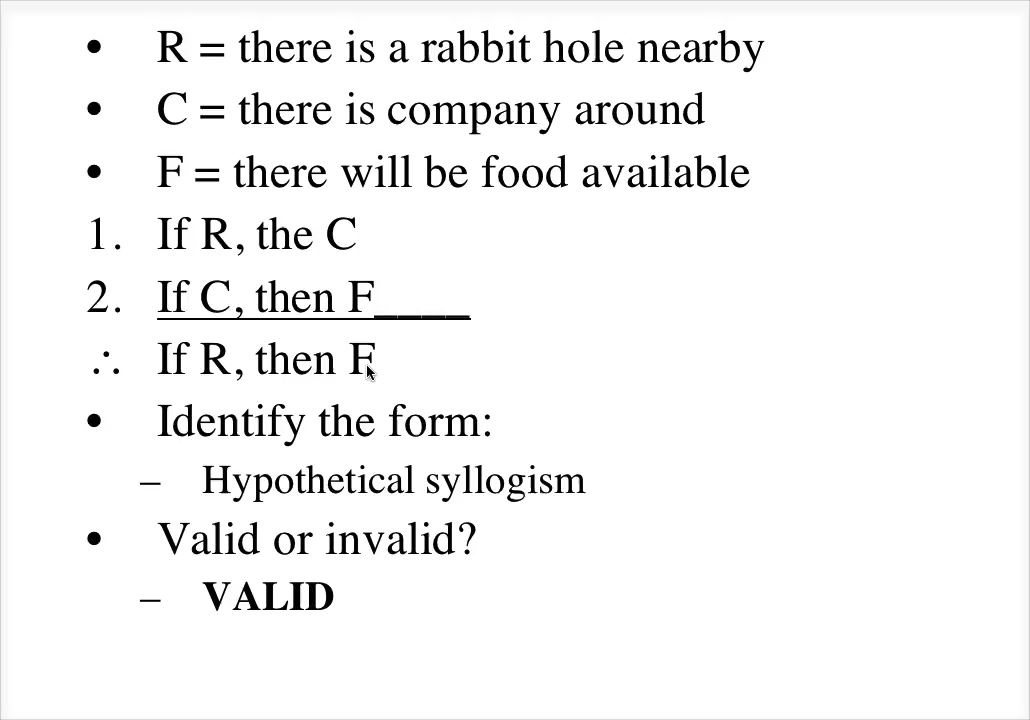 • R = there is a rabbit hole nearby
• C = there is company around
• F = there will be food available
1. If R, the C
2. If C, then F____
∴ If R, then F
• Identify the form:
– Hypothetical syllogism
• Valid or invalid?
– VALID